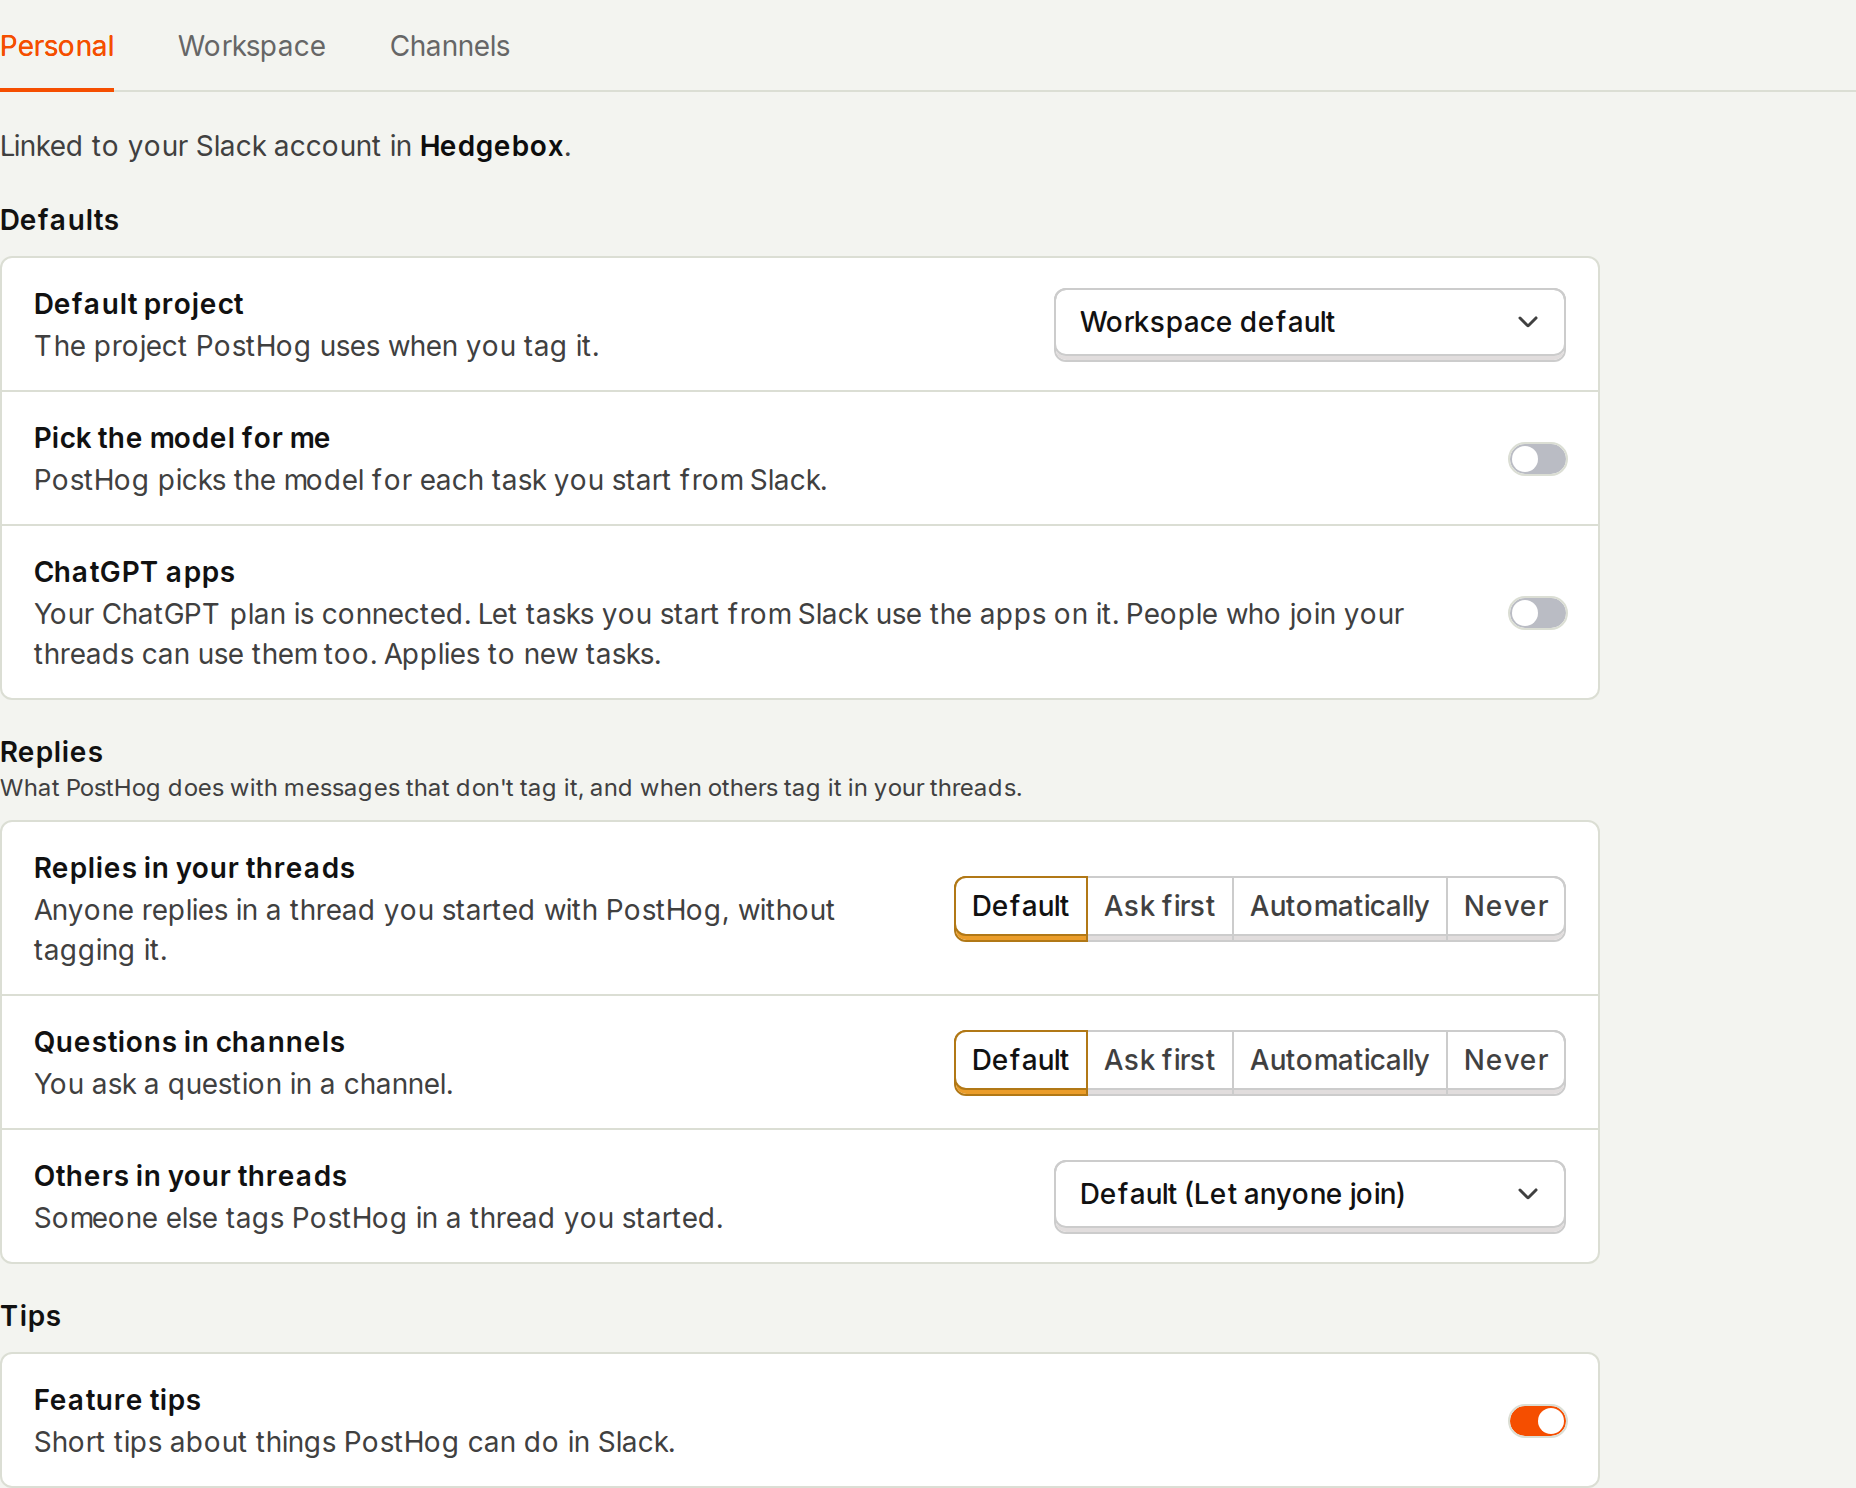 Personal Workspace Channels
Linked to your Slack account in Hedgebox.
Defaults
Default project
The project PostHog uses when you tag it.
Workspace default
Pick the model for me
PostHog picks the model for each task you start from Slack.
ChatGPT apps
Your ChatGPT plan is connected. Let tasks you start from Slack use the apps on it. People who join your
threads can use them too. Applies to new tasks.
Replies
What PostHog does with messages that don't tag it, and when others tag it in your threads.
Replies in your threads
Anyone replies in a thread you started with PostHog, without
tagging it.
Default Ask first Automatically Never
Questions in channels
You ask a question in a channel.
Default Ask first Automatically Never
Others in your threads
Someone else tags PostHog in a thread you started.
Default (Let anyone join)
Tips
Feature tips
Short tips about things PostHog can do in Slack.